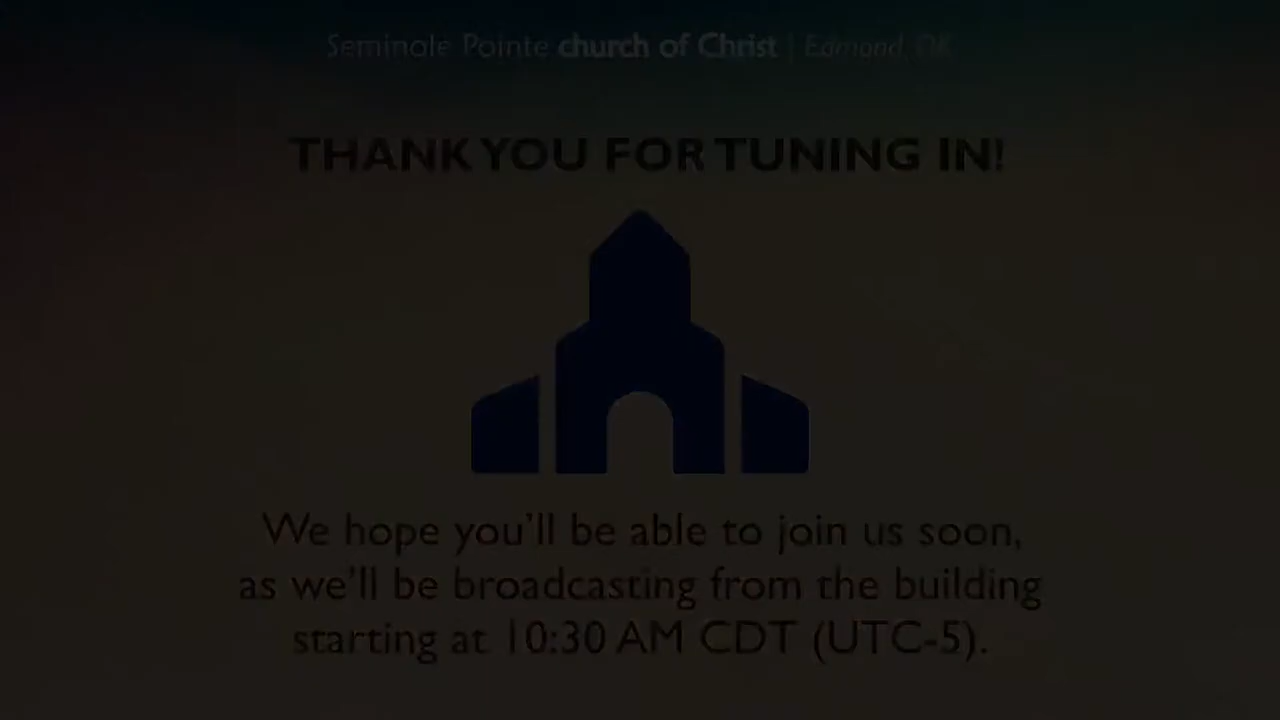 Seminole Pointe church of Christ | Edmond, OK
THANK YOU FOR TUNING IN!
We hope you'll be able to join us soon,
as we'll be broadcasting from the building
starting at 10:30 AM CDT (UTC-5).